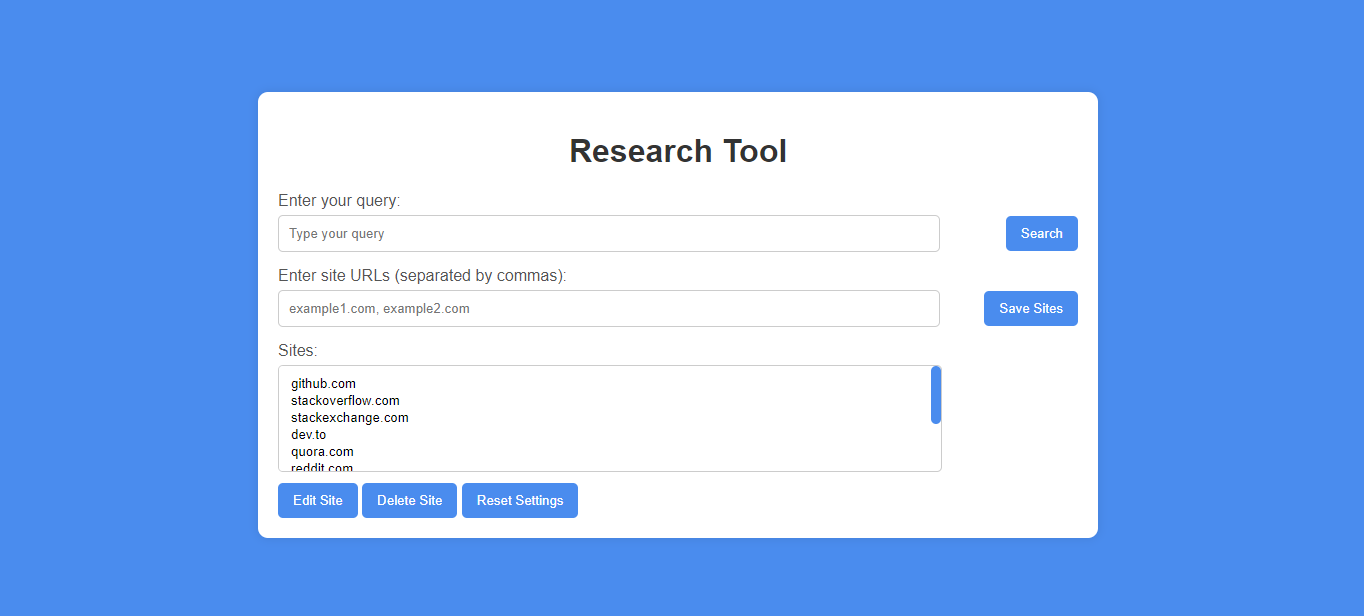 Research Tool
Enter your query:
Type your query
Search
Enter site URLs (separated by commas):
example1.com, example2.com
Save Sites
Sites:
github.com
stackoverflow.com
stackexchange.com
dev.to
quora.com
reddit.com
Edit Site
Delete Site
Reset Settings